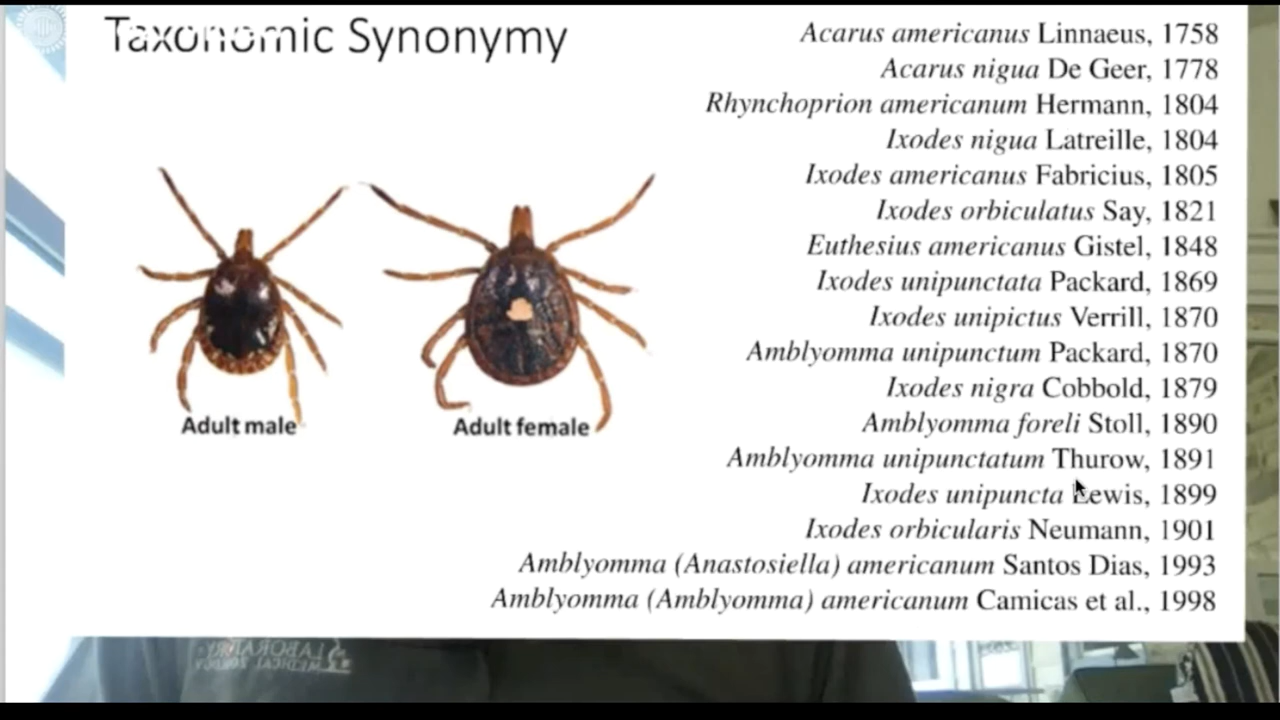 Taxonomic Synonymy
Acarus americanus Linnaeus, 1758
Acarus nigua De Geer, 1778
Rhynchoprion americanum Hermann, 1804
Ixodes nigua Latreille, 1804
Ixodes americanus Fabricius, 1805
Ixodes orbiculatus Say, 1821
Euthesius americanus Gistel, 1848
Ixodes unipunctata Packard, 1869
Ixodes unipictus Verrill, 1870
Amblyomma unipunctum Packard, 1870
Ixodes nigra Cobbold, 1879
Amblyomma foreli Stoll, 1890
Amblyomma unipunctatum Thurow, 1891
Ixodes unipuncta Lewis, 1899
Ixodes orbicularis Neumann, 1901
Amblyomma (Anastosiella) americanum Santos Dias, 1993
Amblyomma (Amblyomma) americanum Camicas et al., 1998
Adult male
Adult female
LABORATORY
MEDICAL ZOOLOGY